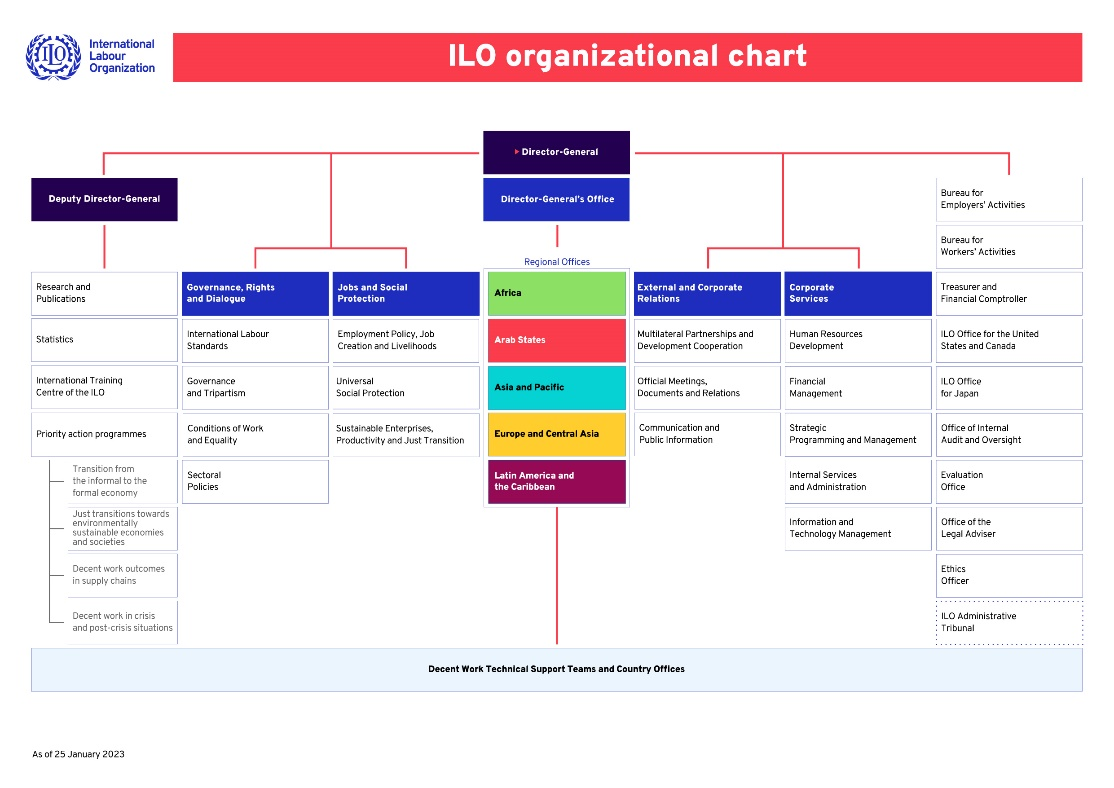 ILO
International
Labour
Organization
ILO organizational chart
Director-General
Deputy Director-General
Director-General's Office
Regional Offices
Research and
Publications
Statistics
International Training
Centre of the ILO
Priority action programmes
Transition from
the informal to the
formal economy
Just transitions towards
environmentally
sustainable economies
and societies
Decent work outcomes
in supply chains
Decent work in crisis
and post-crisis situations
Governance, Rights
and Dialogue
International Labour
Standards
Governance
and Tripartism
Conditions of Work
and Equality
Sectoral
Policies
Jobs and Social
Protection
Employment Policy, Job
Creation and Livelihoods
Universal
Social Protection
Sustainable Enterprises,
Productivity and Just Transition
Africa
Arab States
Asia and Pacific
Europe and Central Asia
Latin America and
the Caribbean
External and Corporate
Relations
Multilateral Partnerships and
Development Cooperation
Official Meetings,
Documents and Relations
Communication and
Public Information
Corporate
Services
Human Resources
Development
Financial
Management
Strategic
Programming and Management
Internal Services
and Administration
Information and
Technology Management
Bureau for
Employers' Activities
Bureau for
Workers' Activities
Treasurer and
Financial Comptroller
ILO Office for the United
States and Canada
ILO Office
for Japan
Office of Internal
Audit and Oversight
Evaluation
Office
Office of the
Legal Adviser
Ethics
Officer
ILO Administrative
Tribunal
Decent Work Technical Support Teams and Country Offices
As of 25 January 2023